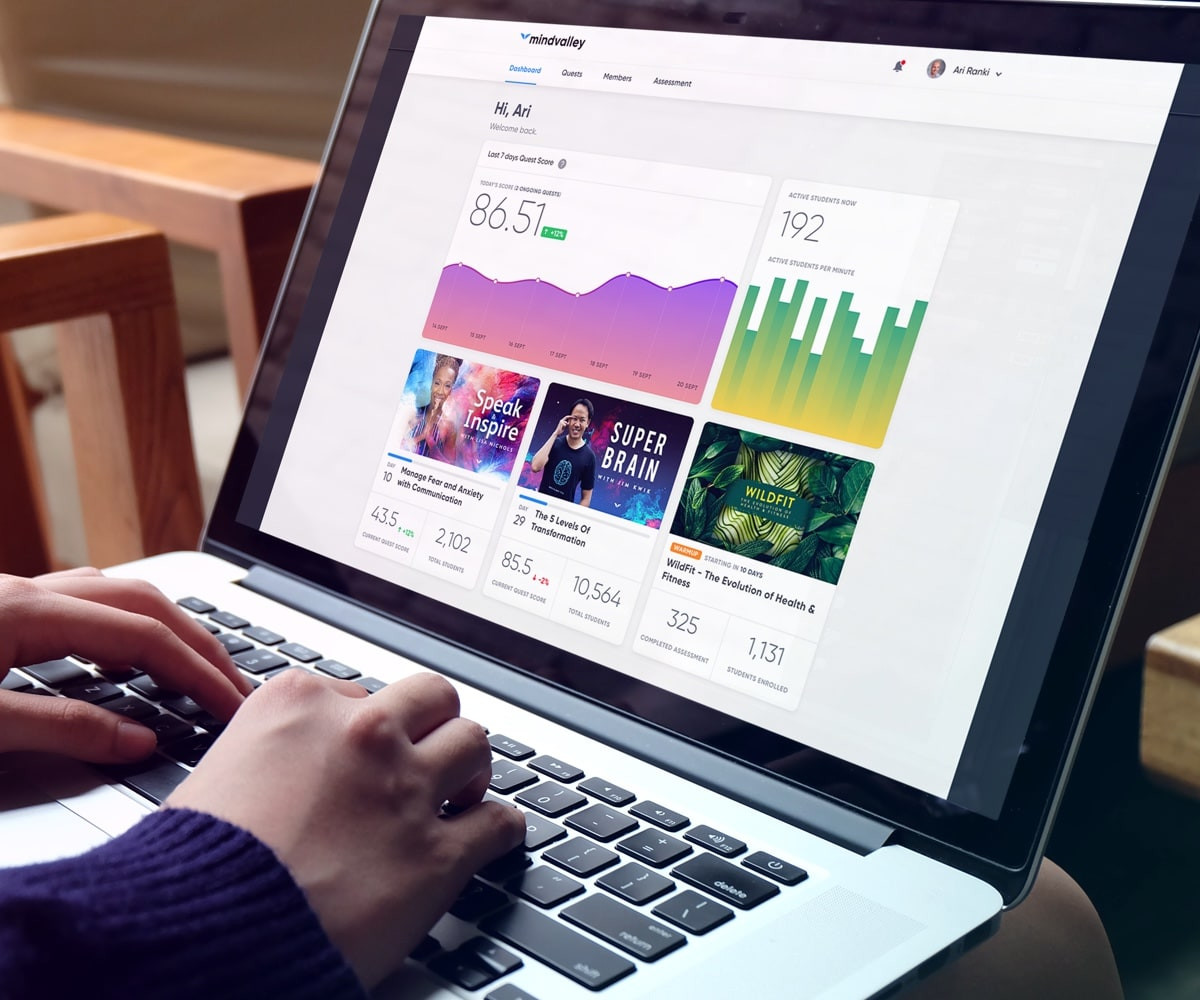 mindvalley
Dashboard Quests Members Assessment
Ari Ranki
Hi, Ari
Welcome back.
Last 7 days Quest Score ?
TODAY'S SCORE (2 ONGOING QUESTS)
86.51 ↑ +12%
14 SEPT 15 SEPT 16 SEPT 17 SEPT 18 SEPT 19 SEPT 20 SEPT
ACTIVE STUDENTS NOW
192
ACTIVE STUDENTS PER MINUTE
Speak
& Inspire
WITH LISA NICHOLS
DAY
10
Manage Fear and Anxiety
with Communication
43.5 ↑ +12%
CURRENT QUEST SCORE
2,102
TOTAL STUDENTS
SUPER
BRAIN
WITH JIM KWIK
DAY
29
The 5 Levels Of
Transformation
85.5 ↓ -2%
CURRENT QUEST SCORE
10,564
TOTAL STUDENTS
WILDFIT
THE EVOLUTION OF
HEALTH & FITNESS
WARMUP STARTING IN 10 DAYS
WildFit - The Evolution of Health &
Fitness
325
COMPLETED ASSESSMENT
1,131
STUDENTS ENROLLED
Z
X
delete
enter
return
shift